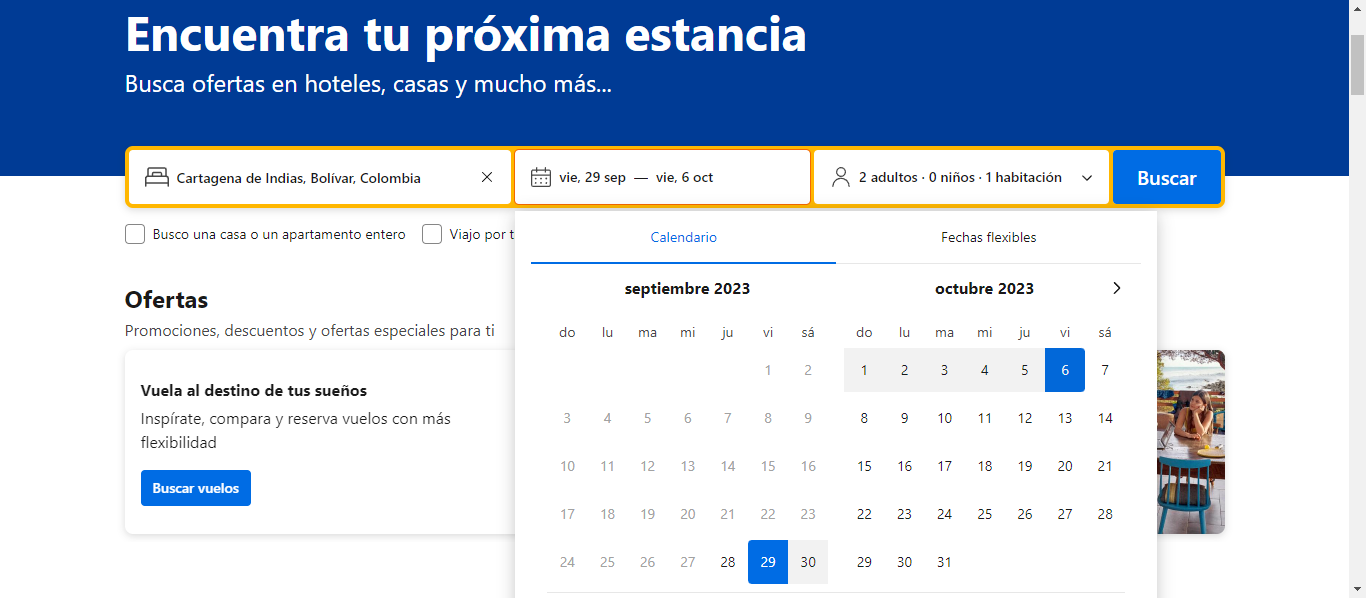 Encuentra tu próxima estancia
Busca ofertas en hoteles, casas y mucho más...
Cartagena de Indias, Bolívar, Colombia
vie, 29 sep — vie, 6 oct
2 adultos · 0 niños · 1 habitación
Buscar
Busco una casa o un apartamento entero
Viajo por t
Calendario
Fechas flexibles
septiembre 2023
do lu ma mi ju vi sá
1 2
3 4 5 6 7 8 9
10 11 12 13 14 15 16
17 18 19 20 21 22 23
24 25 26 27 28 29 30
octubre 2023
do lu ma mi ju vi sá
1 2 3 4 5 6 7
8 9 10 11 12 13 14
15 16 17 18 19 20 21
22 23 24 25 26 27 28
29 30 31
Ofertas
Promociones, descuentos y ofertas especiales para ti
Vuela al destino de tus sueños
Inspírate, compara y reserva vuelos con más
flexibilidad
Buscar vuelos